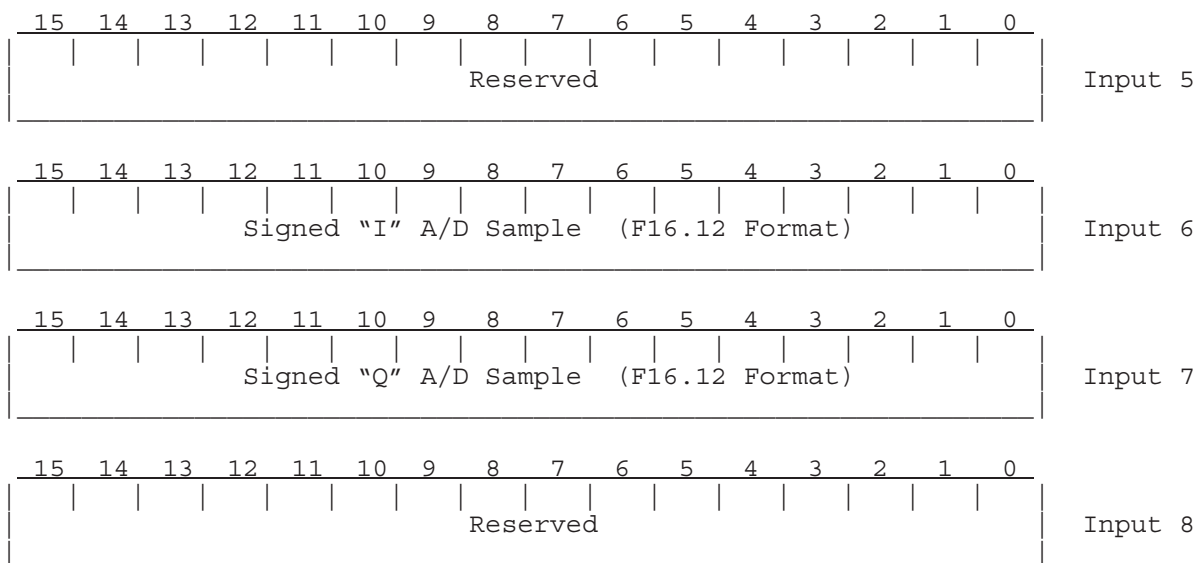 15 14 13 12 11 10 9 8 7 6 5 4 3 2 1 0
Reserved Input 5
15 14 13 12 11 10 9 8 7 6 5 4 3 2 1 0
Signed “I” A/D Sample (F16.12 Format) Input 6
15 14 13 12 11 10 9 8 7 6 5 4 3 2 1 0
Signed “Q” A/D Sample (F16.12 Format) Input 7
15 14 13 12 11 10 9 8 7 6 5 4 3 2 1 0
Reserved Input 8